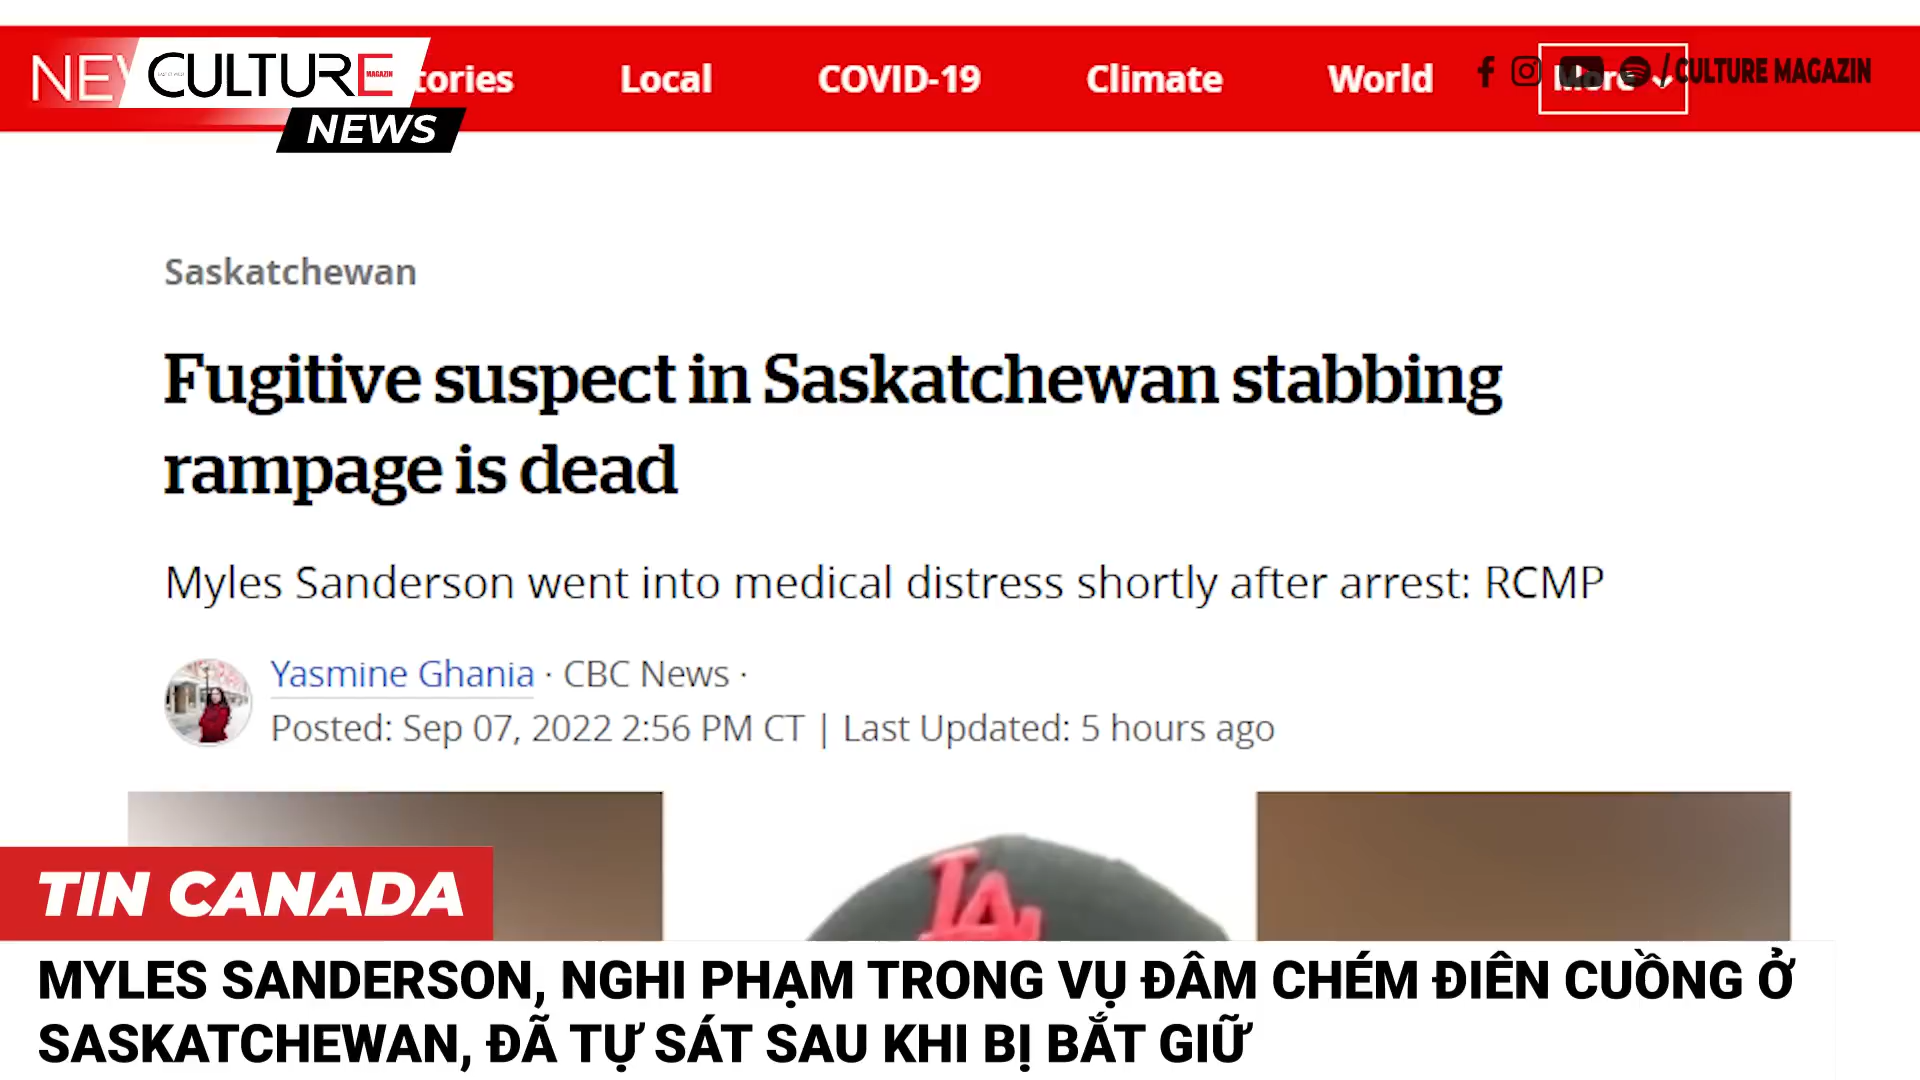 NE
CULTURE
MAGAZIN
NEWS
tories
Local
COVID-19
Climate
World
More
/ CULTURE MAGAZIN
Saskatchewan
Fugitive suspect in Saskatchewan stabbing
rampage is dead
Myles Sanderson went into medical distress shortly after arrest: RCMP
Yasmine Ghania · CBC News ·
Posted: Sep 07, 2022 2:56 PM CT | Last Updated: 5 hours ago
LA
TIN CANADA
MYLES SANDERSON, NGHI PHẠM TRONG VỤ ĐÂM CHÉM ĐIÊN CUỒNG Ở
SASKATCHEWAN, ĐÃ TỰ SÁT SAU KHI BỊ BẮT GIỮ